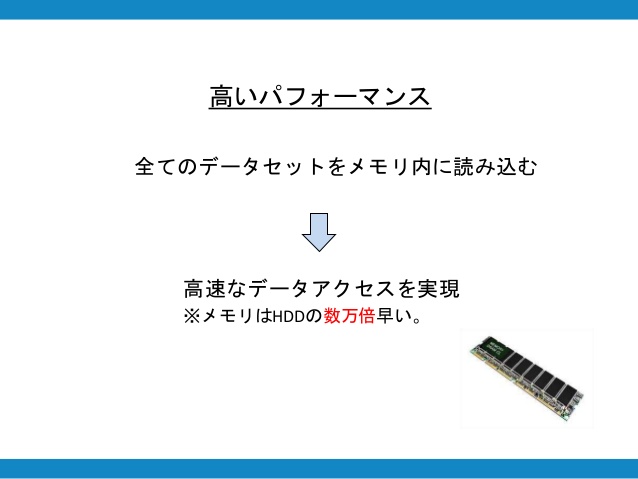 高いパフォーマンス
全てのデータセットをメモリ内に読み込む
高速なデータアクセスを実現
※メモリはHDDの数万倍早い。